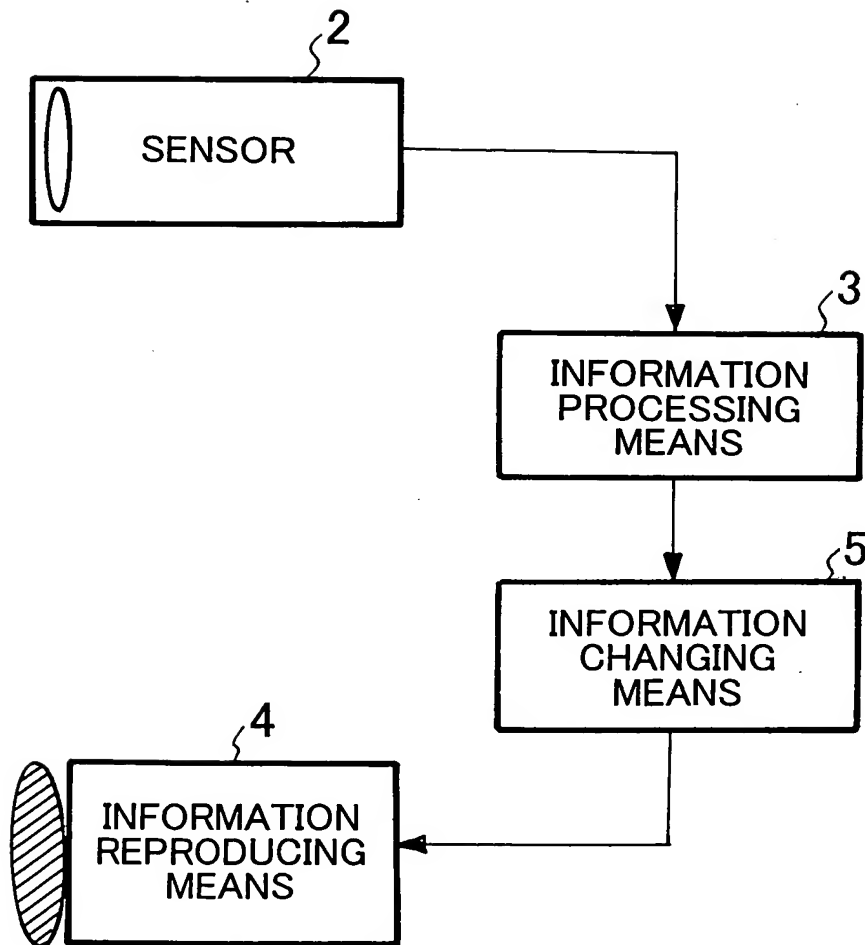 2
SENSOR
3
INFORMATION
PROCESSING
MEANS
5
INFORMATION
CHANGING
MEANS
4
INFORMATION
REPRODUCING
MEANS